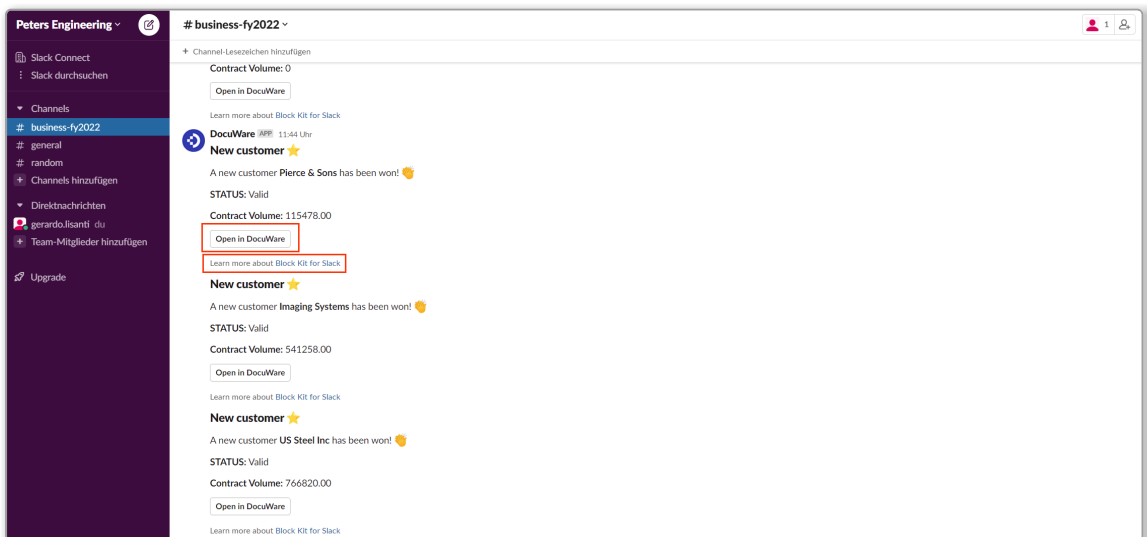 Peters Engineering
Slack Connect
Slack durchsuchen
Channels
# business-fy2022
# general
# random
+ Channels hinzufügen
Direktnachrichten
gerardo.lisanti du
+ Team-Mitglieder hinzufügen
Upgrade
# business-fy2022
1
+ Channel-Lesezeichen hinzufügen
Contract Volume: 0
Open in DocuWare
Learn more about Block Kit for Slack
DocuWare APP 11:44 Uhr
New customer ⭐
A new customer Pierce & Sons has been won! 👏
STATUS: Valid
Contract Volume: 115478.00
Open in DocuWare
Learn more about Block Kit for Slack
New customer ⭐
A new customer Imaging Systems has been won! 👏
STATUS: Valid
Contract Volume: 541258.00
Open in DocuWare
Learn more about Block Kit for Slack
New customer ⭐
A new customer US Steel Inc has been won! 👏
STATUS: Valid
Contract Volume: 766820.00
Open in DocuWare
Learn more about Block Kit for Slack